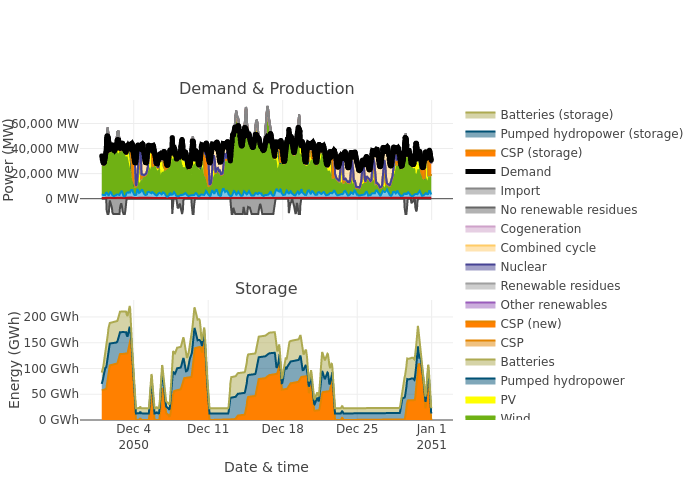 Demand & Production
Power (MW)
60,000 MW
40,000 MW
20,000 MW
0 MW
Storage
Energy (GWh)
200 GWh
150 GWh
100 GWh
50 GWh
0 GWh
Dec 4
2050
Dec 11
Dec 18
Dec 25
Jan 1
2051
Date & time
Batteries (storage)
Pumped hydropower (storage)
CSP (storage)
Demand
Import
No renewable residues
Cogeneration
Combined cycle
Nuclear
Renewable residues
Other renewables
CSP (new)
CSP
Batteries
Pumped hydropower
PV
Wind